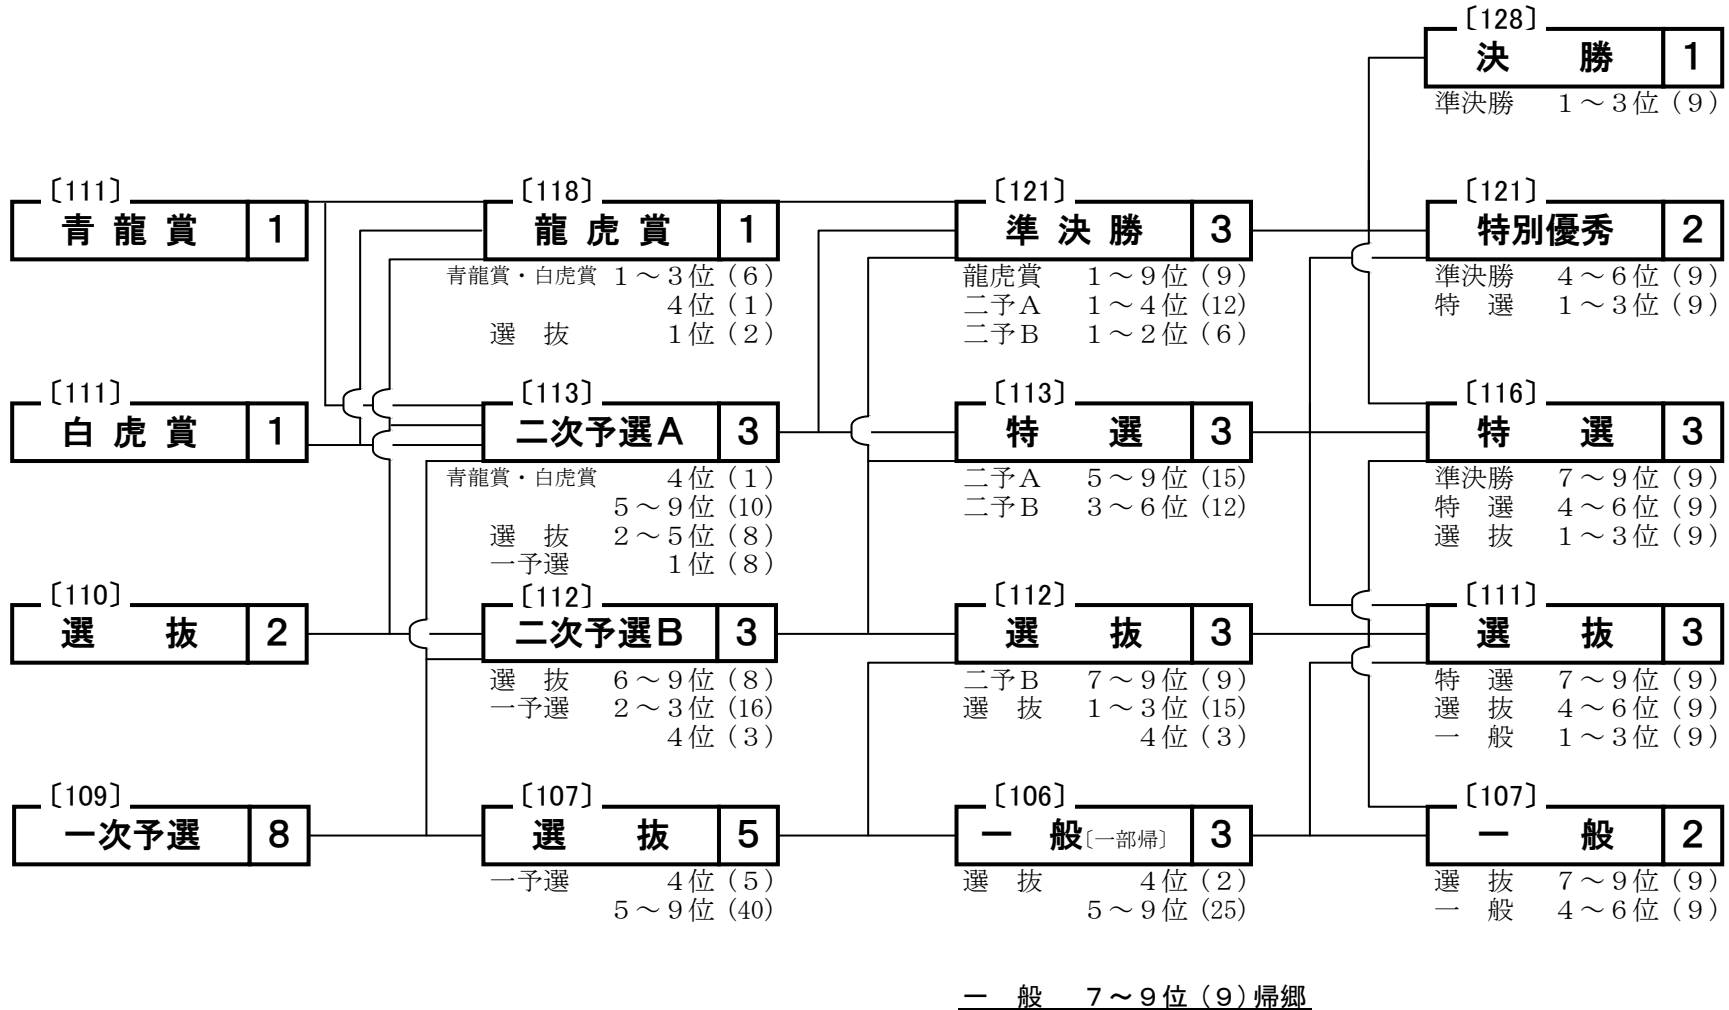 〔111〕
青 龍 賞 1
〔111〕
白 虎 賞 1
〔110〕
選 抜 2
〔109〕
一次予選 8
〔118〕
龍 虎 賞 1
青龍賞・白虎賞 1～3位(6)
4位(1)
選 抜 1位(2)
〔113〕
二次予選A 3
青龍賞・白虎賞 4位(1)
5～9位(10)
選 抜 2～5位(8)
一予選 1位(8)
〔112〕
二次予選B 3
選 抜 6～9位(8)
一予選 2～3位(16)
4位(3)
〔107〕
選 抜 5
一予選 4位(5)
5～9位(40)
〔121〕
準 決 勝 3
龍虎賞 1～9位(9)
二予A 1～4位(12)
二予B 1～2位(6)
〔113〕
特 選 3
二予A 5～9位(15)
二予B 3～6位(12)
〔112〕
選 抜 3
二予B 7～9位(9)
選 抜 1～3位(15)
4位(3)
〔106〕
一 般〔一部帰〕 3
選 抜 4位(2)
5～9位(25)
一 般 7～9位(9)帰郷
〔128〕
決 勝 1
準決勝 1～3位(9)
〔121〕
特別優秀 2
準決勝 4～6位(9)
特 選 1～3位(9)
〔116〕
特 選 3
準決勝 7～9位(9)
特 選 4～6位(9)
選 抜 1～3位(9)
〔111〕
選 抜 3
特 選 7～9位(9)
選 抜 4～6位(9)
一 般 1～3位(9)
〔107〕
一 般 2
選 抜 7～9位(9)
一 般 4～6位(9)